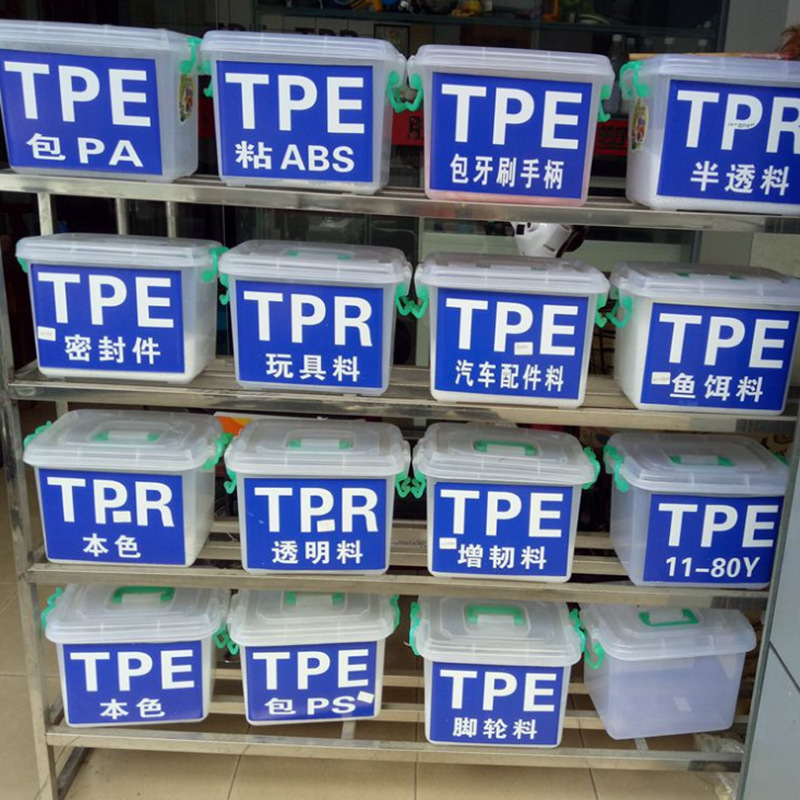 TPE
包PA
TPE
粘ABS
TPE
包牙刷手柄
TPR
半透料
TPE
密封件
TPR
玩具料
TPE
汽车配件料
TPE
鱼饵料
TPR
本色
TPR
透明料
TPE
增韧料
TPE
11-80Y
TPE
本色
TPE
包PS
TPE
脚轮料